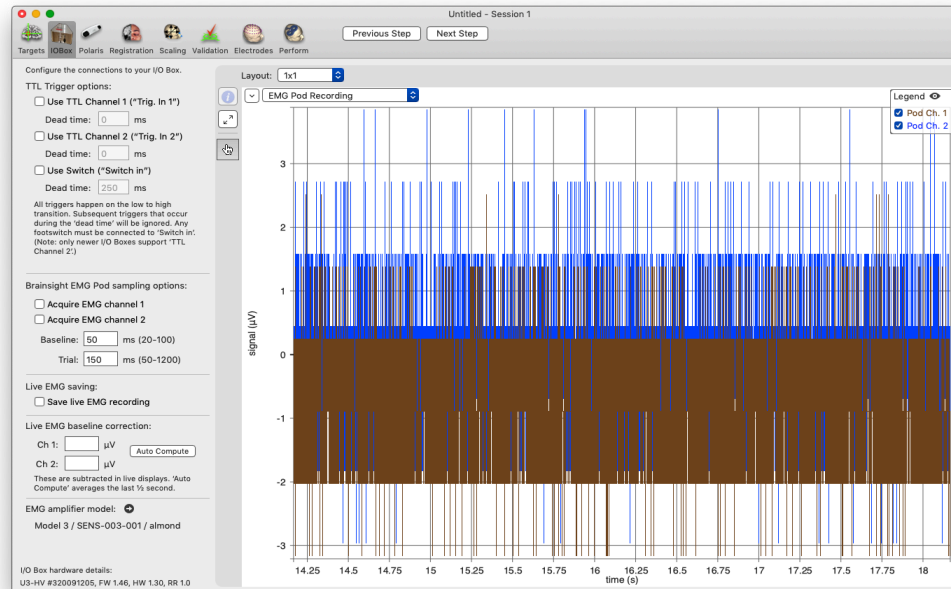 Untitled - Session 1
Targets IOBox Polaris Registration Scaling Validation Electrodes Perform
Previous Step Next Step
Configure the connections to your I/O Box.
TTL Trigger options:
Use TTL Channel 1 ("Trig. In 1")
Dead time: 0 ms
Use TTL Channel 2 ("Trig. In 2")
Dead time: 0 ms
Use Switch ("Switch in")
Dead time: 250 ms
All triggers happen on the low to high
transition. Subsequent triggers that occur
during the 'dead time' will be ignored. Any
footswitch must be connected to 'Switch in'.
(Note: only newer I/O Boxes support 'TTL
Channel 2'.)
Brainsight EMG Pod sampling options:
Acquire EMG channel 1
Acquire EMG channel 2
Baseline: 50 ms (20-100)
Trial: 150 ms (50-1200)
Live EMG saving:
Save live EMG recording
Live EMG baseline correction:
Ch 1: µV
Auto Compute
Ch 2: µV
These are subtracted in live displays. 'Auto
Compute' averages the last ½ second.
EMG amplifier model:
Model 3 / SENS-003-001 / almond
I/O Box hardware details:
U3-HV #320091205, FW 1.46, HW 1.30, RR 1.0
Layout: 1x1
EMG Pod Recording
Legend
Pod Ch. 1
Pod Ch. 2
signal (µV)
3
2
1
0
-1
-2
-3
14.25 14.5 14.75 15 15.25 15.5 15.75 16 16.25 16.5 16.75 17 17.25 17.5 17.75 18
time (s)